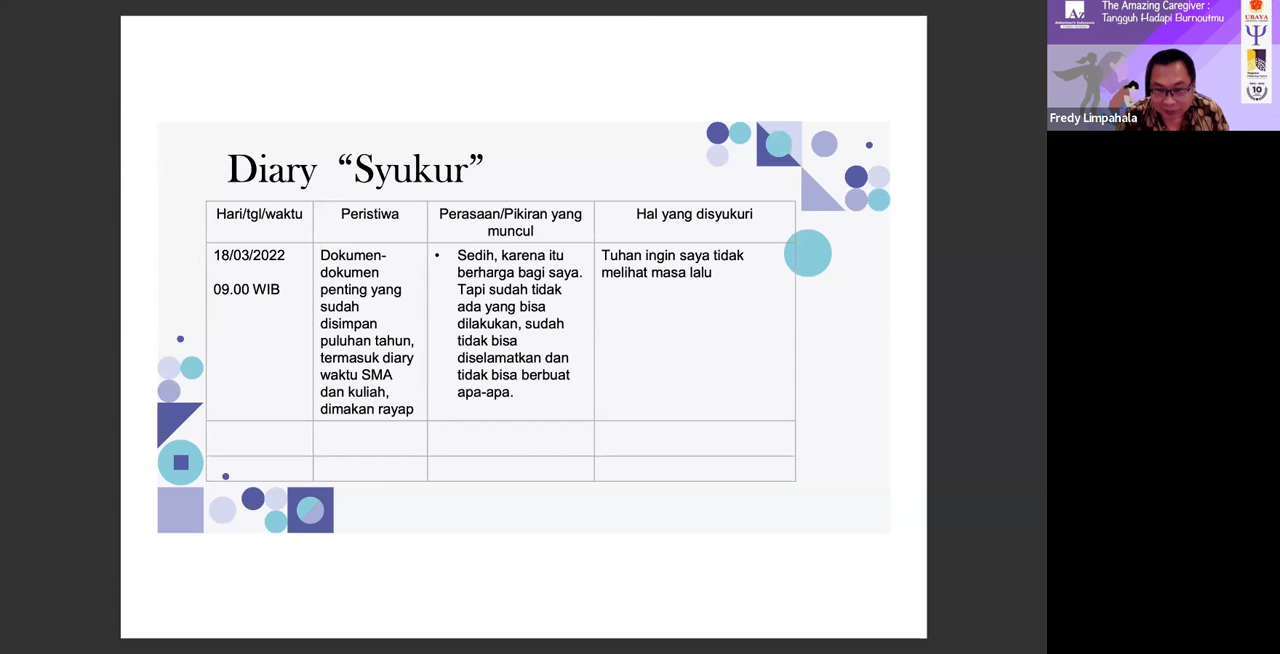 Diary “Syukur”
Hari/tgl/waktu
Peristiwa
Perasaan/Pikiran yang
muncul
Hal yang disyukuri
18/03/2022
09.00 WIB
Dokumen-
dokumen
penting yang
sudah
disimpan
puluhan tahun,
termasuk diary
waktu SMA
dan kuliah,
dimakan rayap
• Sedih, karena itu
berharga bagi saya.
Tapi sudah tidak
ada yang bisa
dilakukan, sudah
tidak bisa
diselamatkan dan
tidak bisa berbuat
apa-apa.
Tuhan ingin saya tidak
melihat masa lalu
The Amazing Caregiver :
Tangguh Hadapi Burnoutmu
Az
UBAYA
10
Fredy Limpahala